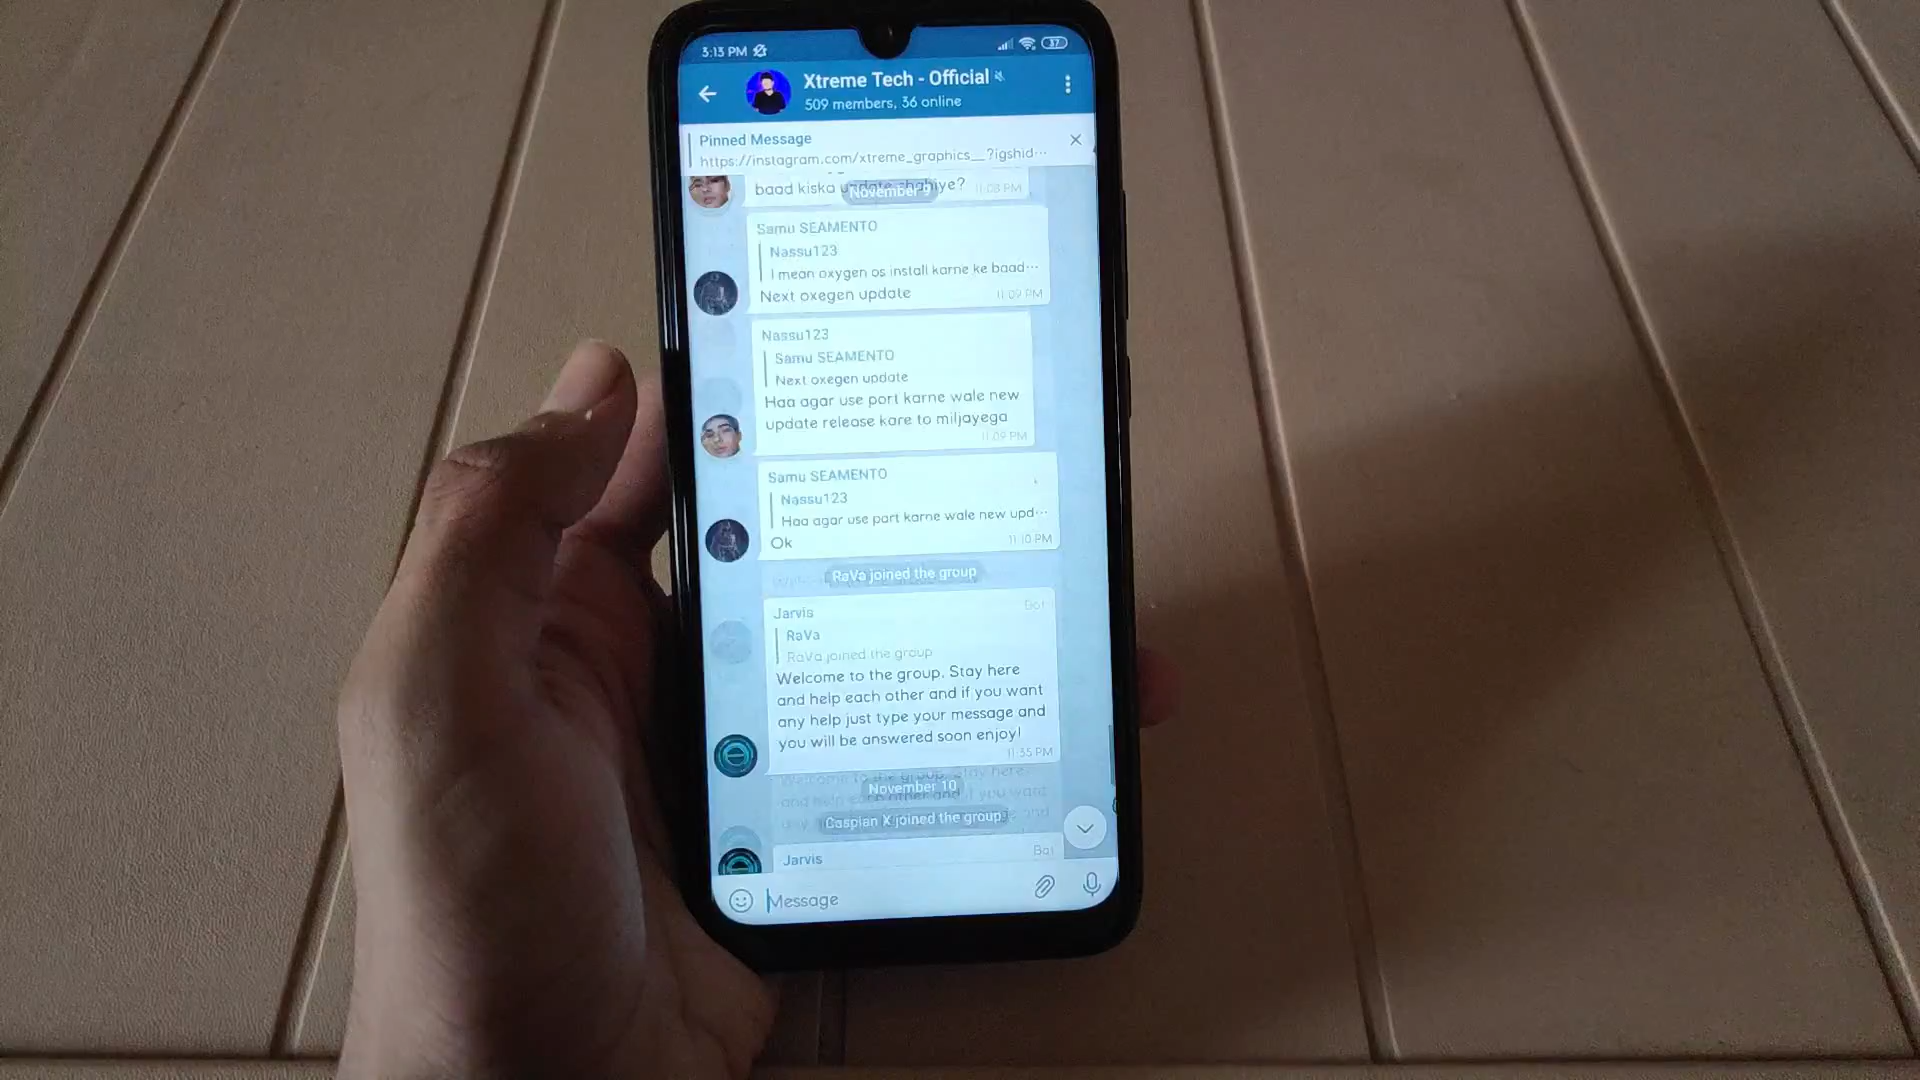 3:13 PM
37
Xtreme Tech - Official
509 members, 36 online
Pinned Message
https://instagram.com/xtreme_graphics__?igshid...
baad kiska update chahiye? 11:08 PM
November 9
Samu SEAMENTO
Nassu123
I mean oxygen os install karne ke baad...
Next oxegen update 11:09 PM
Nassu123
Samu SEAMENTO
Next oxegen update
Haa agar use port karne wale new
update release kare to miljayega
11:09 PM
Samu SEAMENTO
Nassu123
Haa agar use port karne wale new upd...
Ok 11:10 PM
RaVa joined the group
Jarvis Bot
RaVa
RaVa joined the group
Welcome to the group. Stay here
and help each other and if you want
any help just type your message and
you will be answered soon enjoy!
11:35 PM
November 10
Caspian X joined the group
Jarvis Bot
Message